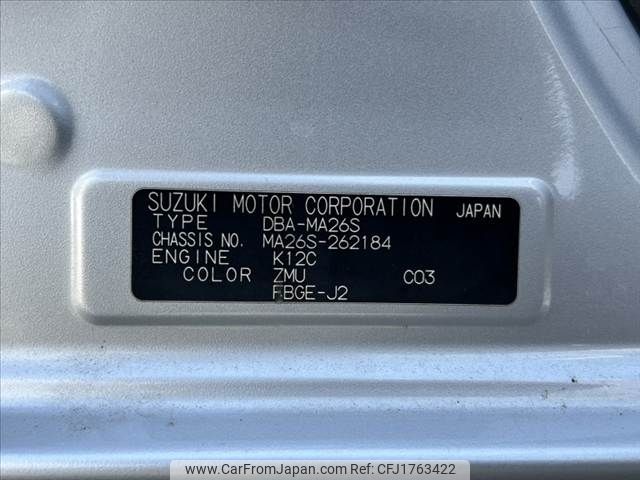 SUZUKI MOTOR CORPORATION JAPAN
TYPE DBA-MA26S
CHASSIS NO. MA26S-262184
ENGINE K12C
COLOR ZMU C03
FBGE-J2
www.CarFromJapan.com CFJ1763422